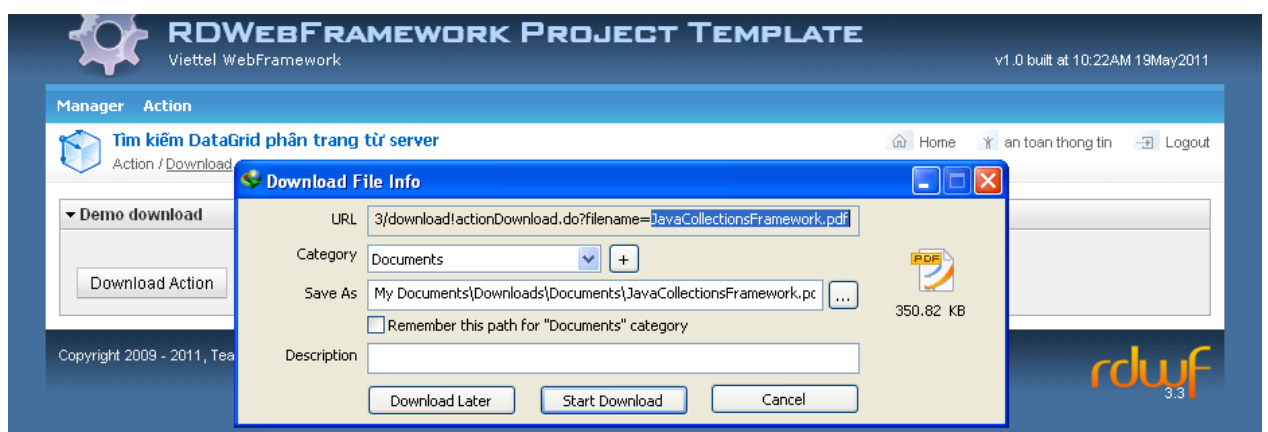 RDWEBFRAMEWORK PROJECT TEMPLATE
Viettel WebFramework
v1.0 built at 10:22AM 19May2011
Manager Action
Tìm kiếm DataGrid phân trang từ server
Home an toan thong tin Logout
Action / Download
Download File Info
Demo download
URL 3/download!actionDownload.do?filename=JavaCollectionsFramework.pdf
Category Documents +
PDF
Download Action
Save As My Documents\Downloads\Documents\JavaCollectionsFramework.pd ...
350.82 KB
Remember this path for "Documents" category
Copyright 2009 - 2011, Tea
Description
rdwf
3.3
Download Later Start Download Cancel